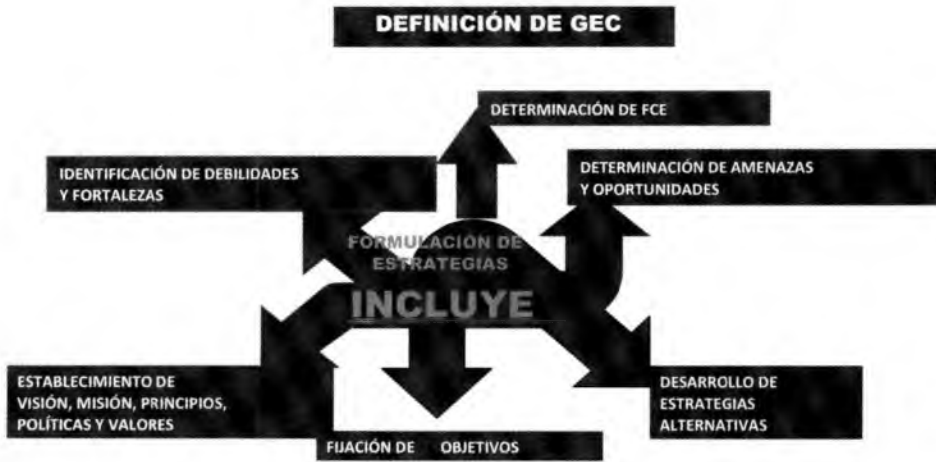 DEFINICIÓN DE GEC
DETERMINACIÓN DE FCE
IDENTIFICACIÓN DE DEBILIDADES
Y FORTALEZAS
DETERMINACIÓN DE AMENAZAS
Y OPORTUNIDADES
FORMULACIÓN DE
ESTRATEGIAS
INCLUYE
ESTABLECIMIENTO DE
VISIÓN, MISIÓN, PRINCIPIOS,
POLÍTICAS Y VALORES
DESARROLLO DE
ESTRATEGIAS
ALTERNATIVAS
FIJACIÓN DE OBJETIVOS